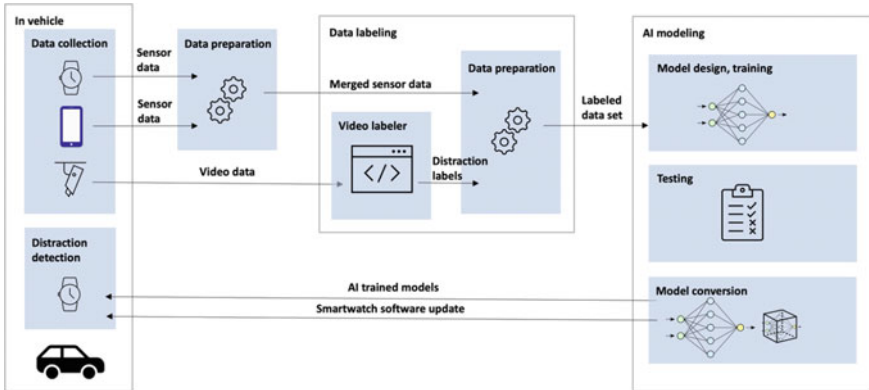 In vehicle
Data collection
Sensor
data
Sensor
data
Data preparation
Merged sensor data
Video data
Data labeling
Video labeler
</>
Distraction
labels
Data preparation
Labeled
data set
AI modeling
Model design, training
Testing
Model conversion
Distraction
detection
AI trained models
Smartwatch software update